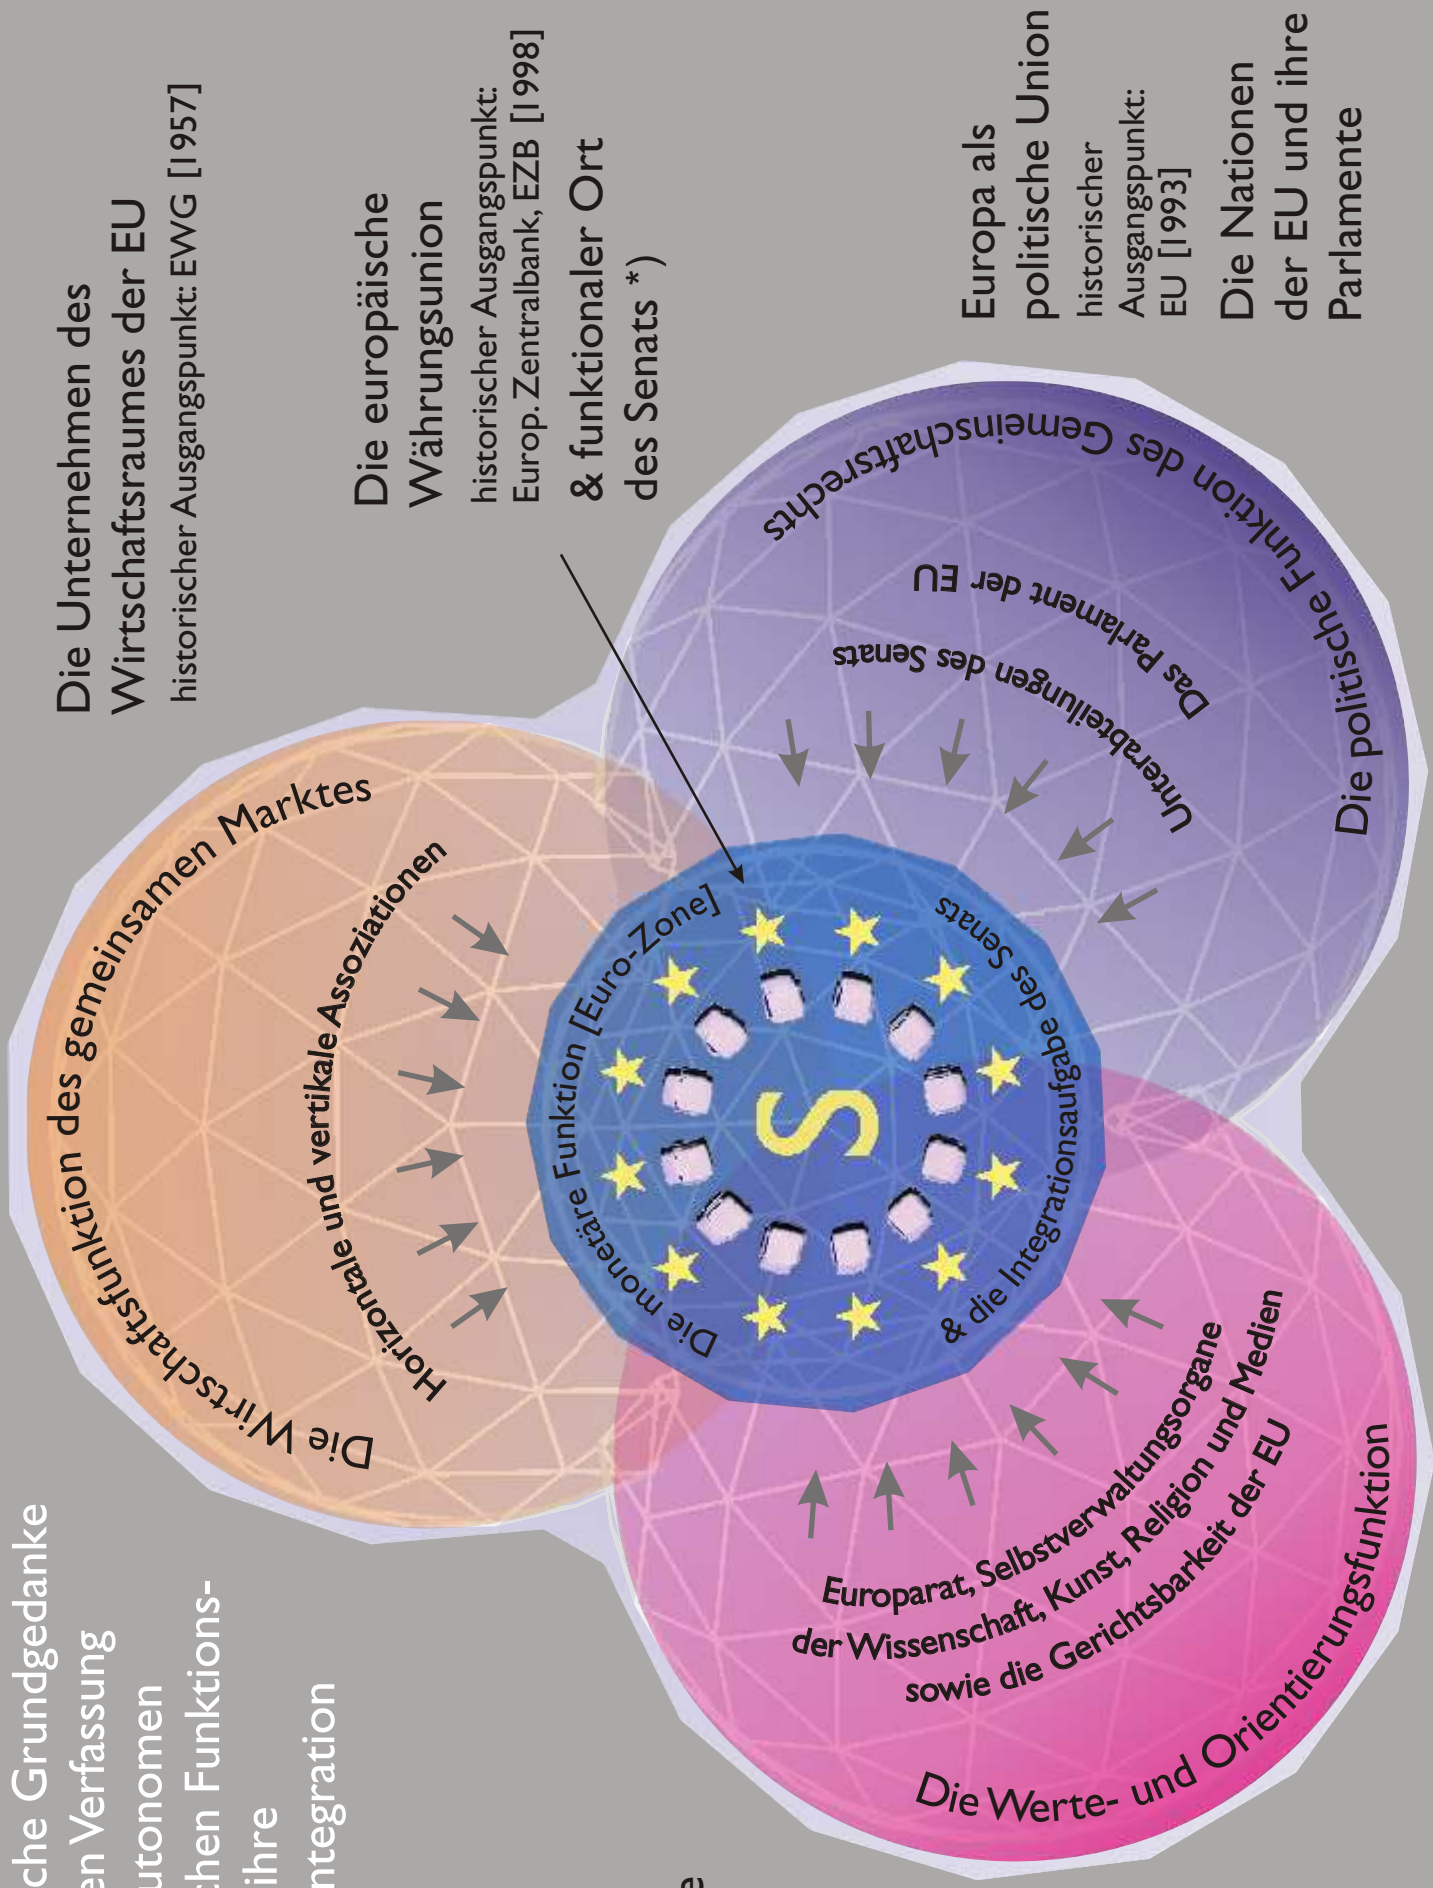 che Grundgedanke
en Verfassung
utonomen
chen Funktions-
ihre
ntegration
Die Unternehmen des
Wirtschaftsraumes der EU
historischer Ausgangspunkt: EWG [1957]
Die europäische
Währungsunion
historischer Ausgangspunkt:
Europ. Zentralbank, EZB [1998]
& funktionaler Ort
des Senats *)
Europa als
politische Union
historischer
Ausgangspunkt:
EU [1993]
Die Nationen
der EU und ihre
Parlamente
Die Wirtschaftsfunktion des gemeinsamen Marktes
Horizontale und vertikale Assoziationen
Die monetäre Funktion [Euro-Zone]
S
& die Integrationsaufgabe des Senats
Europarat, Selbstverwaltungsorgane
der Wissenschaft, Kunst, Religion und Medien
sowie die Gerichtsbarkeit der EU
Die Werte- und Orientierungsfunktion
Unterabteilungen des Senats
Das Parlament der EU
Die politische Funktion des Gemeinschaftsrechts
e